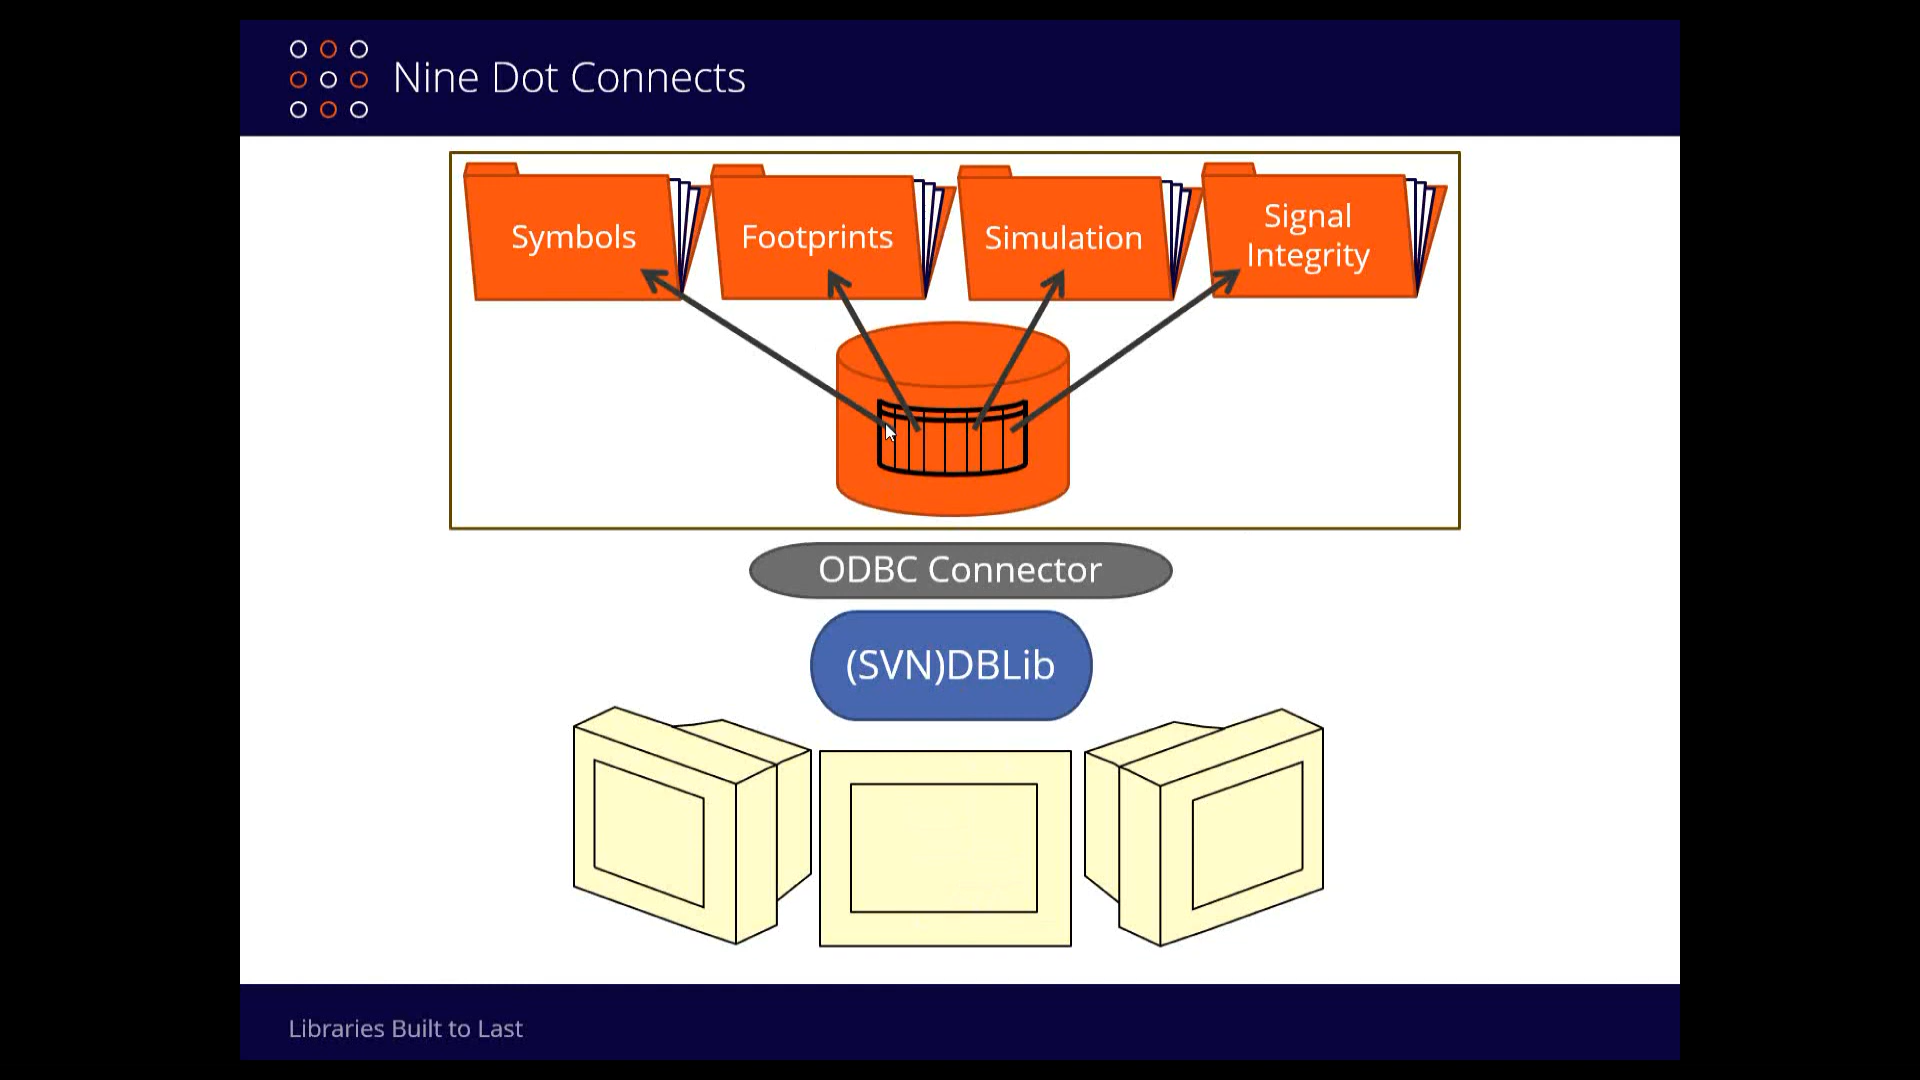 Nine Dot Connects
Symbols
Footprints
Simulation
Signal
Integrity
ODBC Connector
(SVN)DBLib
Libraries Built to Last